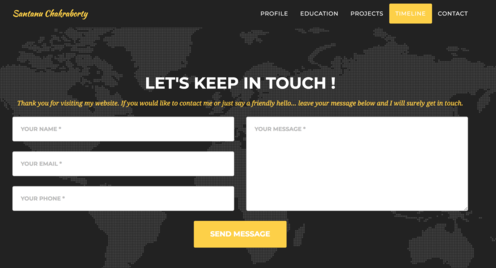 Santanu Chakraborty
PROFILE EDUCATION PROJECTS TIMELINE CONTACT
LET'S KEEP IN TOUCH !
Thank you for visiting my website. If you would like to contact me or just say a friendly hello... leave your message below and I will surely get in touch.
YOUR NAME *
YOUR EMAIL *
YOUR PHONE *
YOUR MESSAGE *
SEND MESSAGE